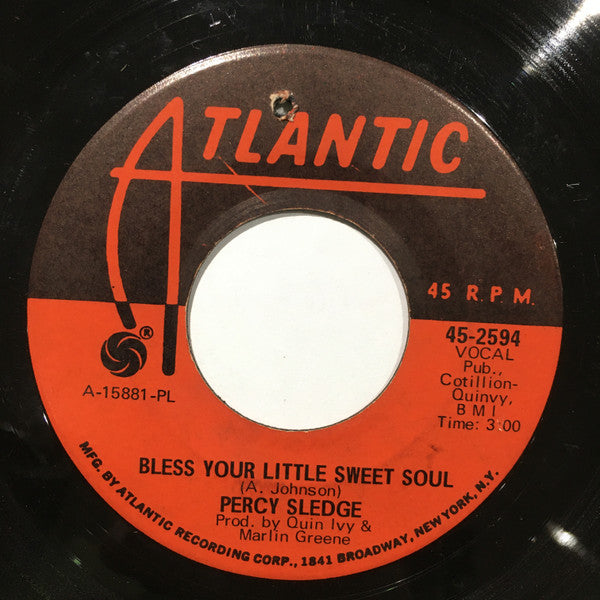 ATLANTIC
45 R.P.M.
®
45-2594
VOCAL
Pub.,
Cotillion-
Quinvy,
BMI
Time: 3:00
A-15881-PL
BLESS YOUR LITTLE SWEET SOUL
(A. Johnson)
PERCY SLEDGE
Prod. by Quin Ivy &
Marlin Greene
MFG. BY ATLANTIC RECORDING CORP., 1841 BROADWAY, NEW YORK, N.Y.